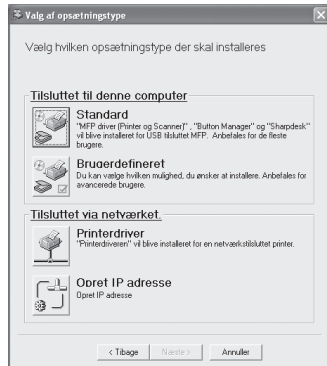 Valg af opsætningstype
Vælg hvilken opsætningstype der skal installeres
Tilsluttet til denne computer
Standard
"MFP driver (Printer og Scanner)" , "Button Manager" og "Sharpdesk"
vil blive installeret for USB tilsluttet MFP. Anbefales for de fleste
brugere.
Brugerdefineret
Du kan vælge hvilken mulighed, du ønsker at installere. Anbefales for
avancerede brugere.
Tilsluttet via netværket.
Printerdriver
"Printerdriveren" vil blive installeret for en netværkstilsluttet printer.
Opret IP adresse
Opret IP adresse
< Tibage
Næste >
Annuller